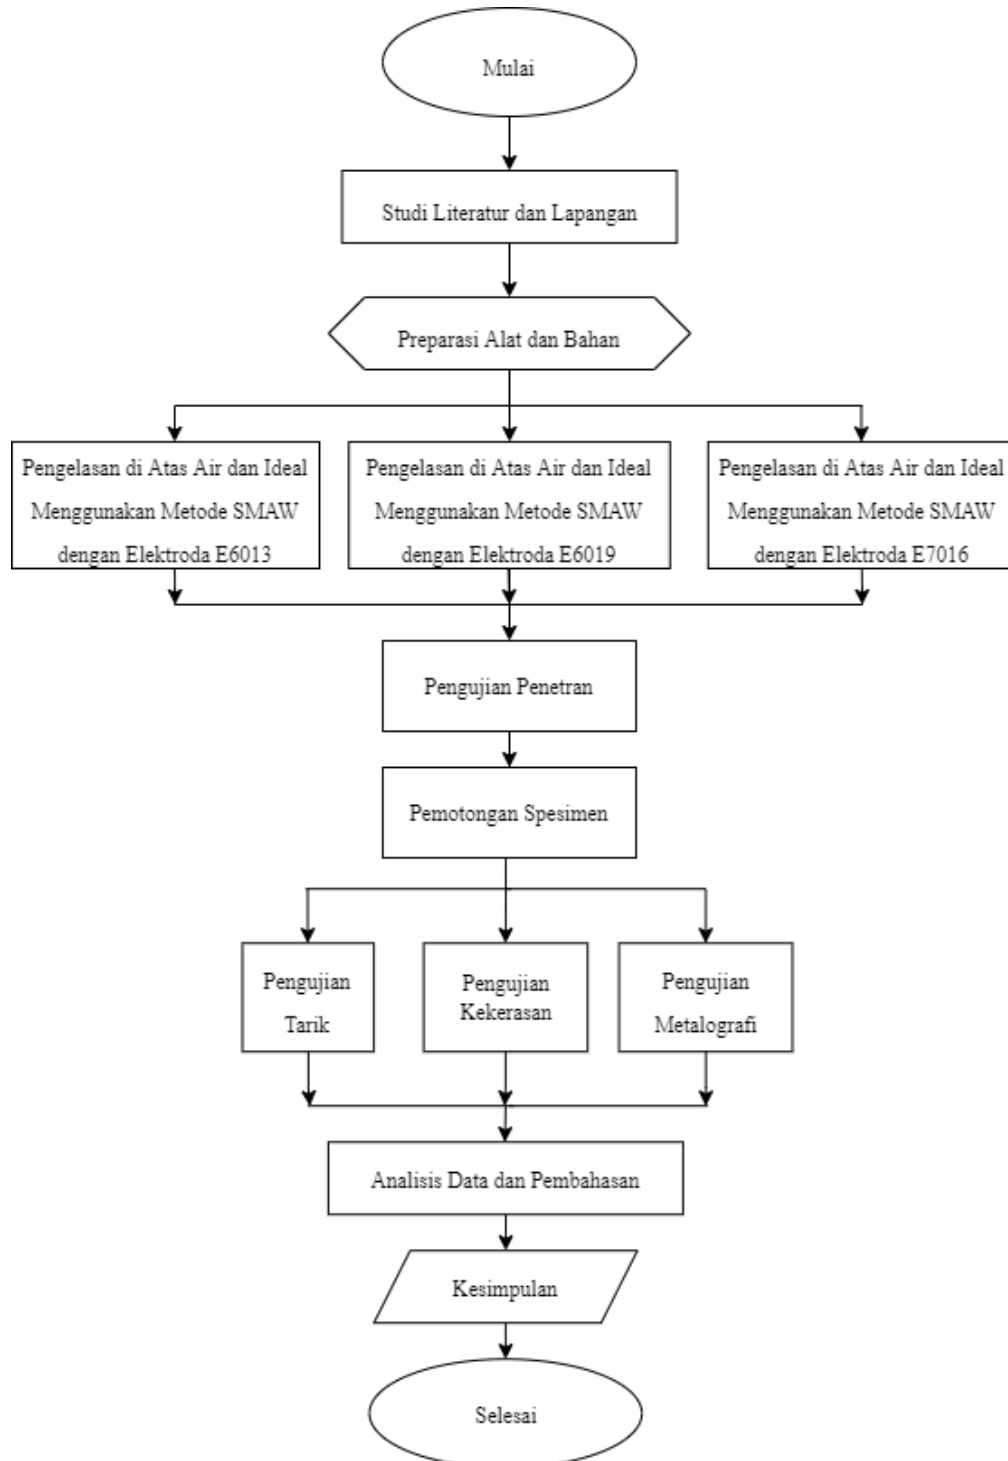 Mulai
Studi Literatur dan Lapangan
Preparasi Alat dan Bahan
Pengelasan di Atas Air dan Ideal
Menggunakan Metode SMAW
dengan Elektroda E6013
Pengelasan di Atas Air dan Ideal
Menggunakan Metode SMAW
dengan Elektroda E6019
Pengelasan di Atas Air dan Ideal
Menggunakan Metode SMAW
dengan Elektroda E7016
Pengujian Penetran
Pemotongan Spesimen
Pengujian
Tarik
Pengujian
Kekerasan
Pengujian
Metalografi
Analisis Data dan Pembahasan
Kesimpulan
Selesai